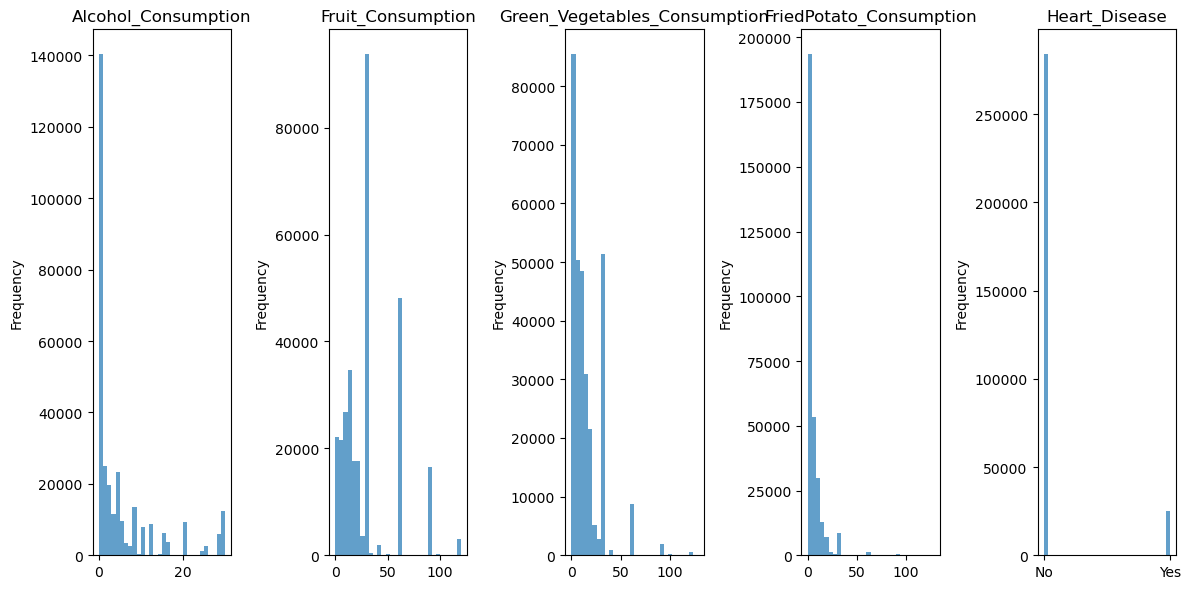 Alcohol_Consumption
Frequency
140000
120000
100000
80000
60000
40000
20000
0
0 20
Fruit_Consumption
Frequency
80000
60000
40000
20000
0
0 50 100
Green_Vegetables_Consumption
Frequency
80000
70000
60000
50000
40000
30000
20000
10000
0
0 50 100
FriedPotato_Consumption
Frequency
200000
175000
150000
125000
100000
75000
50000
25000
0
0 50 100
Heart_Disease
Frequency
250000
200000
150000
100000
50000
0
No Yes